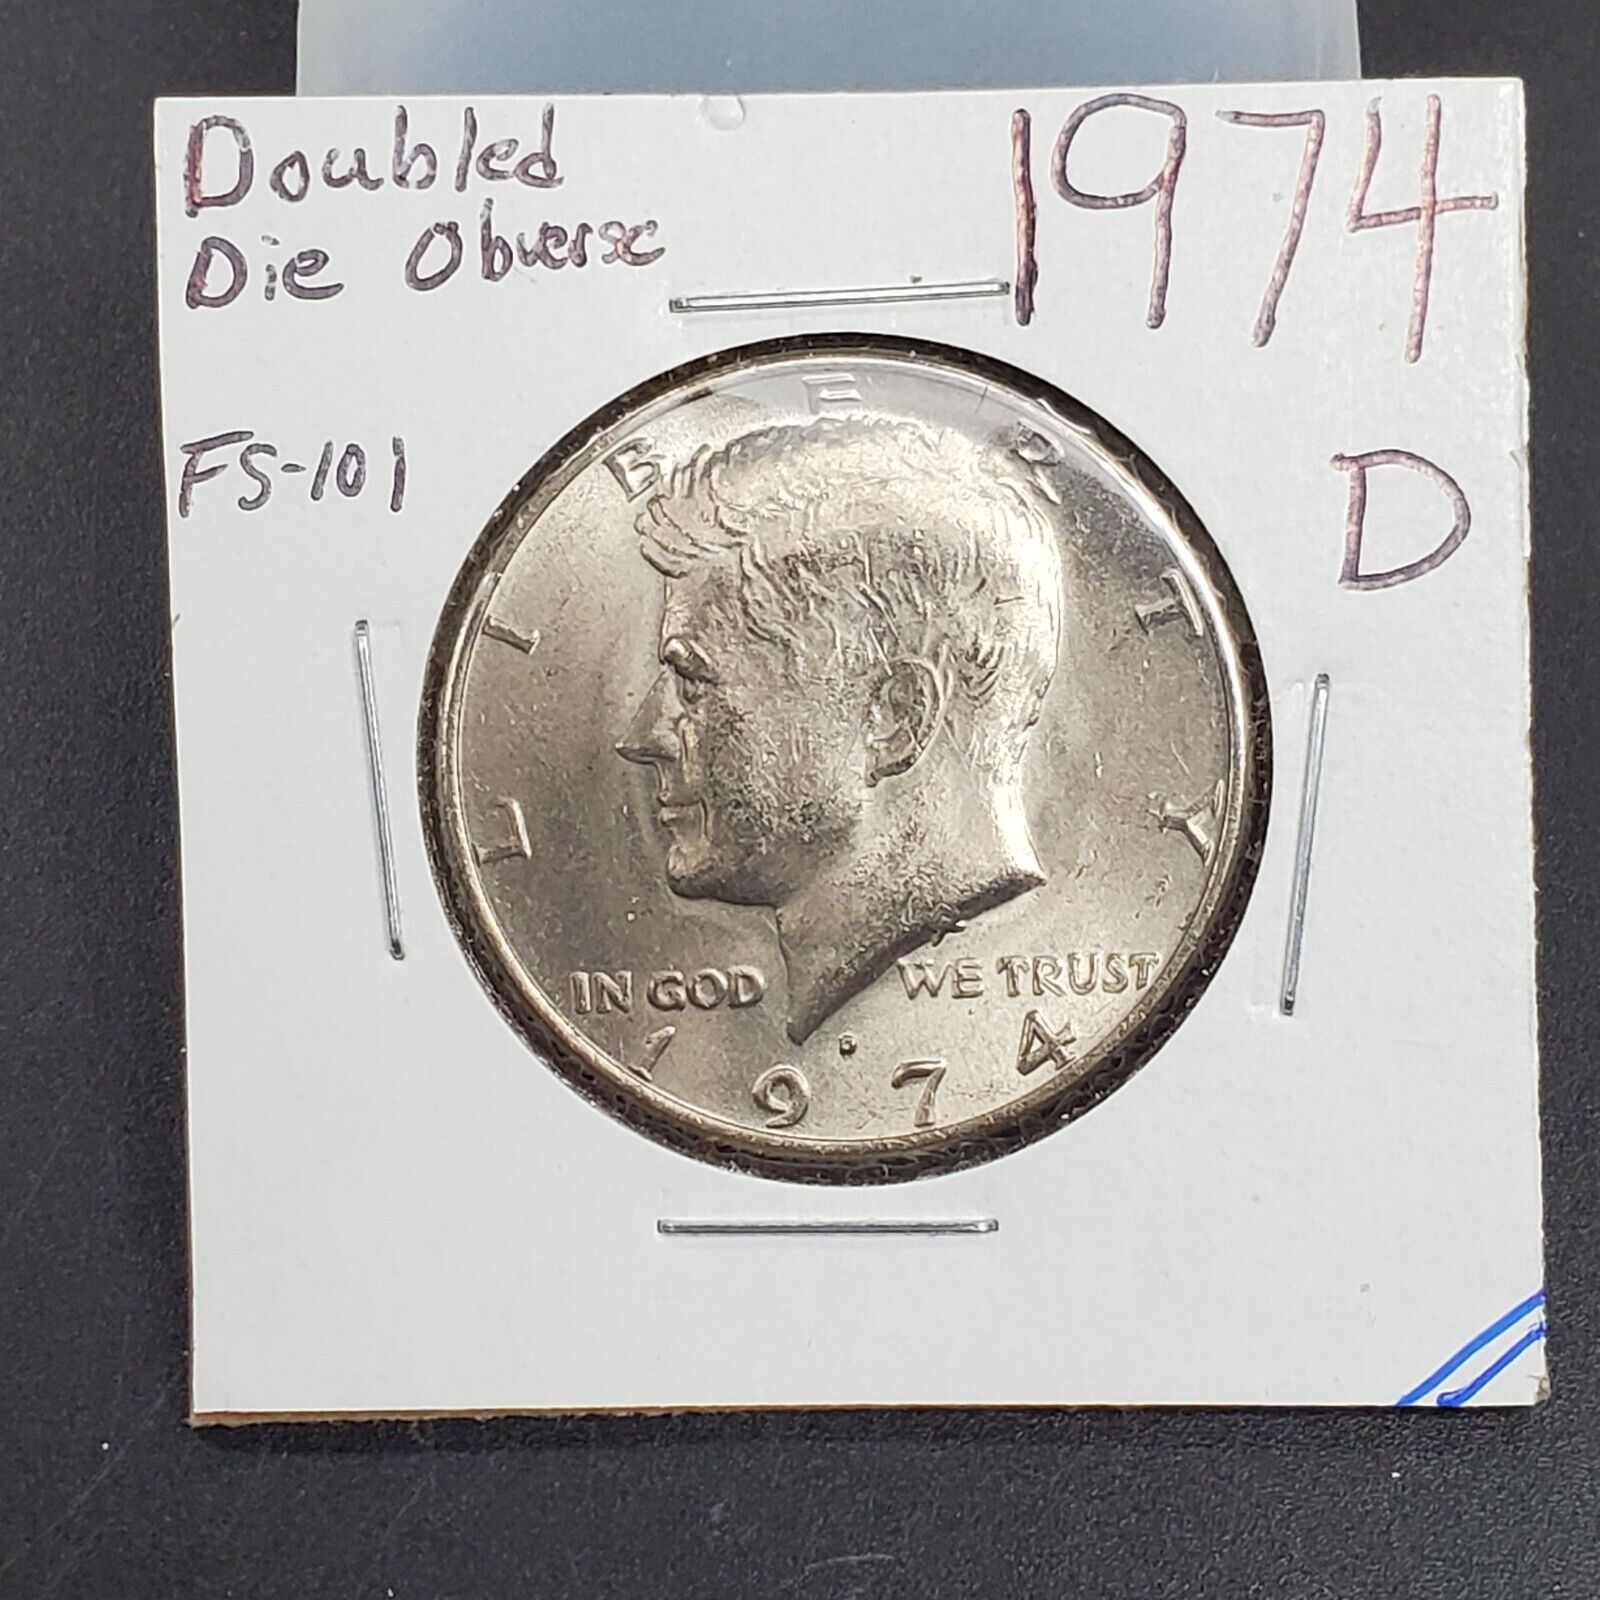 Doubled
Die Obverse
1974
FS-101
D
LIBERTY
IN GOD WE TRUST
D
1974